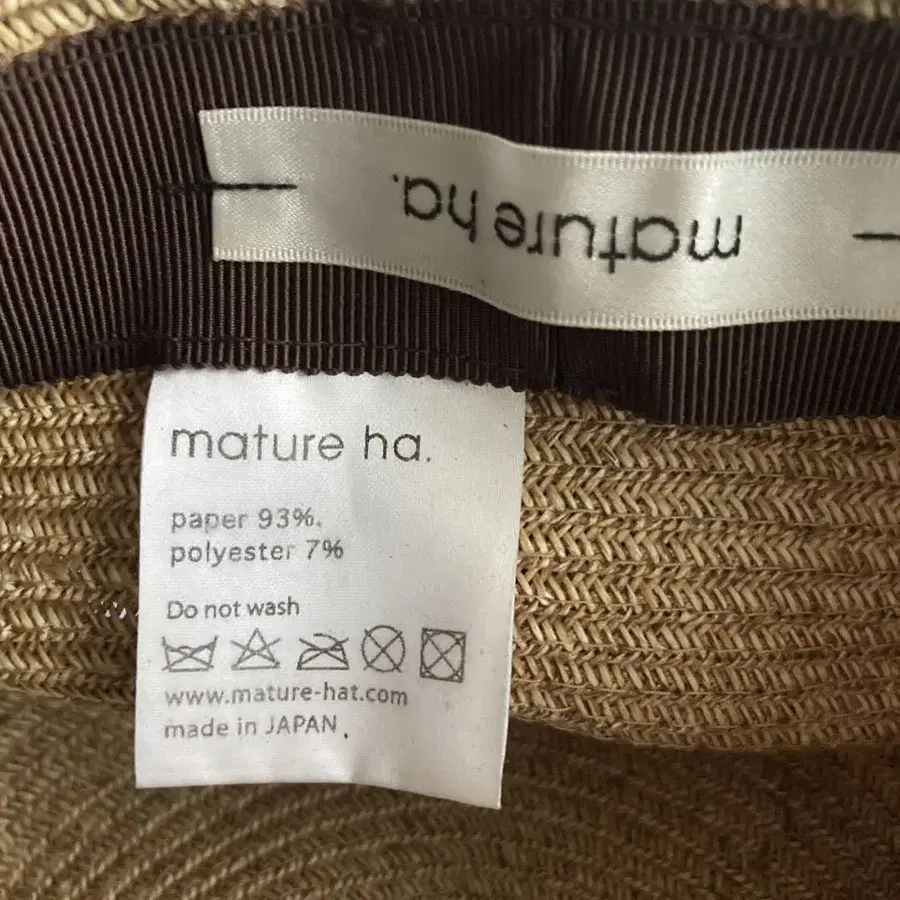 mature ha.
mature ha.
paper 93%.
polyester 7%
Do not wash
www.mature-hat.com
made in JAPAN.